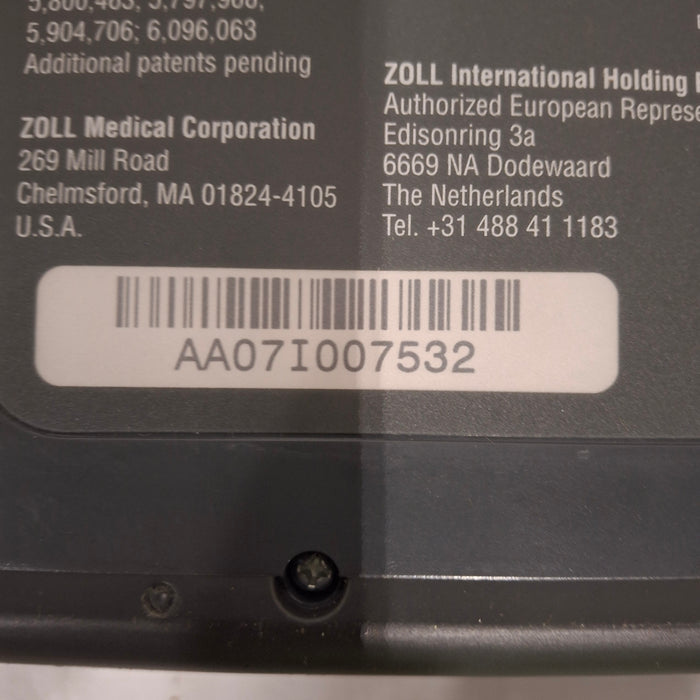 5,904,706; 6,096,063
Additional patents pending
ZOLL Medical Corporation
269 Mill Road
Chelmsford, MA 01824-4105
U.S.A.
ZOLL International Holding
Authorized European
Edisonring 3a
6669 NA Dodewaard
The Netherlands
Tel. +31 488 41 1183
AA07I007532